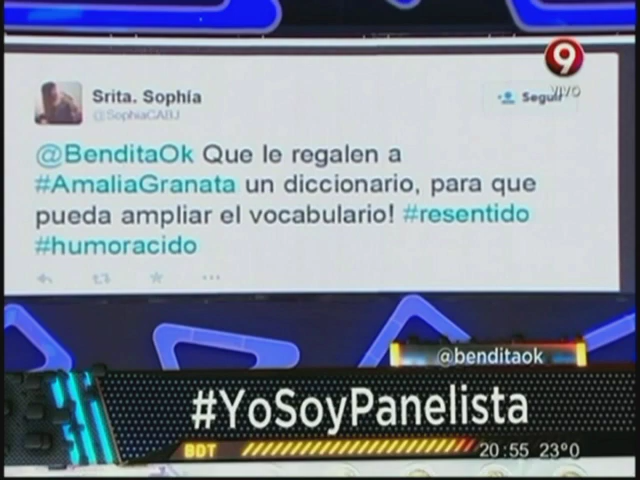 9
VIVO
Srita. Sophía
Seguir
@SophiaCABJ
@BenditaOk Que le regalen a
#AmaliaGranata un diccionario, para que
pueda ampliar el vocabulario! #resentido
#humoracido
@benditaok
#YoSoyPanelista
BDT
20:55 23°0